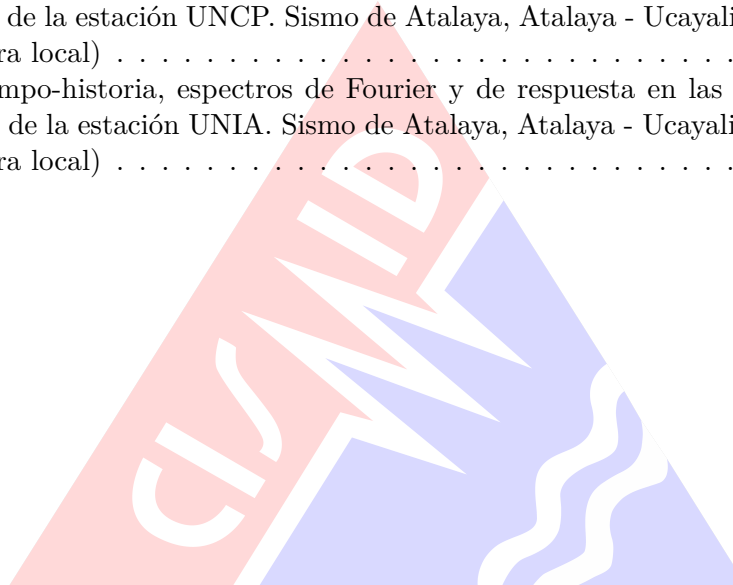 de la estación UNCP. Sismo de Atalaya, Atalaya - Ucayali
ra local) . . . . . . . . . . . . . . . . . . . . . . . . . . . .
mpo-historia, espectros de Fourier y de respuesta en las
de la estación UNIA. Sismo de Atalaya, Atalaya - Ucayali
ra local) . . . . . . . . . . . . . . . . . . . . . . . . . . . .
CISMID